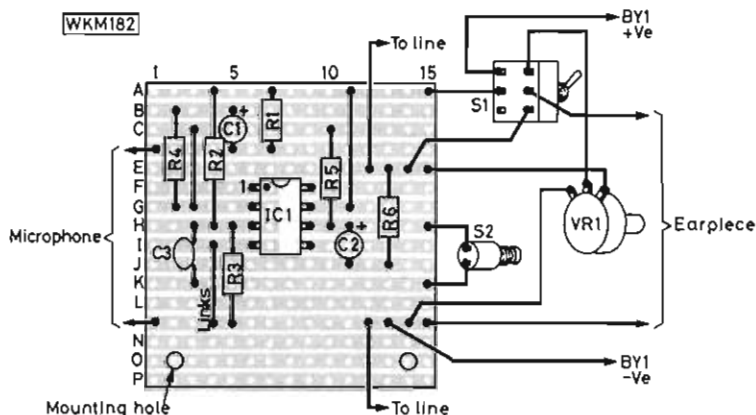 WKM182
BY1
+Ve
To line
1 5 10 15
A
B
C
E
F
G
H
I
J
K
L
N
O
P
S1
C1
R1
R4
R2
R5
1
IC1
R6
VR1
Microphone
Earpiece
C3
R3
C2
S2
Links
BY1
-Ve
To line
Mounting hole